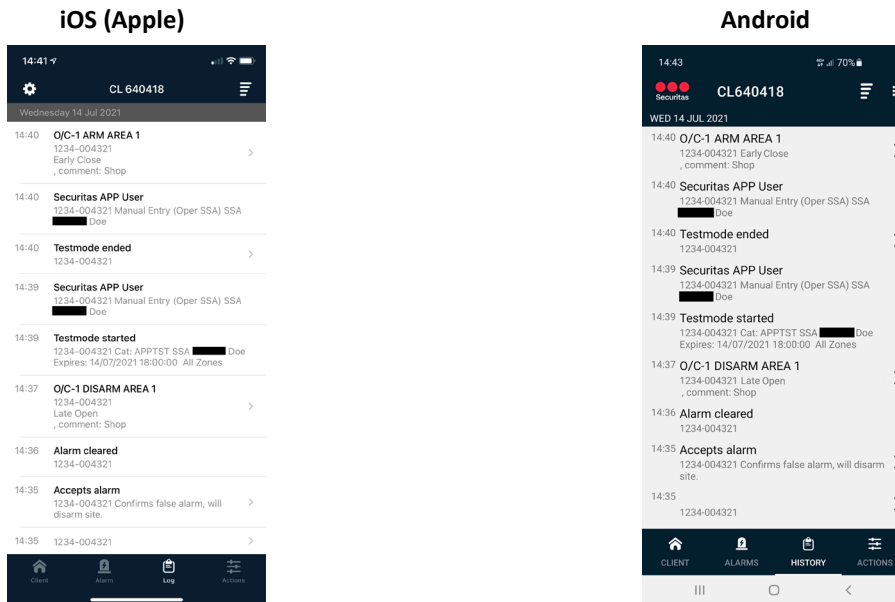 iOS (Apple)
14:41
CL 640418
Wednesday 14 Jul 2021
14:40 O/C-1 ARM AREA 1
1234-004321
Early Close
, comment: Shop
14:40 Securitas APP User
1234-004321 Manual Entry (Oper SSA) SSA
Doe
14:40 Testmode ended
1234-004321
14:39 Securitas APP User
1234-004321 Manual Entry (Oper SSA) SSA
Doe
14:39 Testmode started
1234-004321 Cat: APPTST SSA Doe
Expires: 14/07/2021 18:00:00 All Zones
14:37 O/C-1 DISARM AREA 1
1234-004321
Late Open
, comment: Shop
14:36 Alarm cleared
1234-004321
14:35 Accepts alarm
1234-004321 Confirms false alarm, will
disarm site.
14:35 1234-004321
Client Alarm Log Actions
Android
14:43 70%
Securitas CL640418
WED 14 JUL 2021
14:40 O/C-1 ARM AREA 1
1234-004321 Early Close
, comment: Shop
14:40 Securitas APP User
1234-004321 Manual Entry (Oper SSA) SSA
Doe
14:40 Testmode ended
1234-004321
14:39 Securitas APP User
1234-004321 Manual Entry (Oper SSA) SSA
Doe
14:39 Testmode started
1234-004321 Cat: APPTST SSA Doe
Expires: 14/07/2021 18:00:00 All Zones
14:37 O/C-1 DISARM AREA 1
1234-004321 Late Open
, comment: Shop
14:36 Alarm cleared
1234-004321
14:35 Accepts alarm
1234-004321 Confirms false alarm, will disarm
site.
14:35
1234-004321
CLIENT ALARMS HISTORY ACTIONS